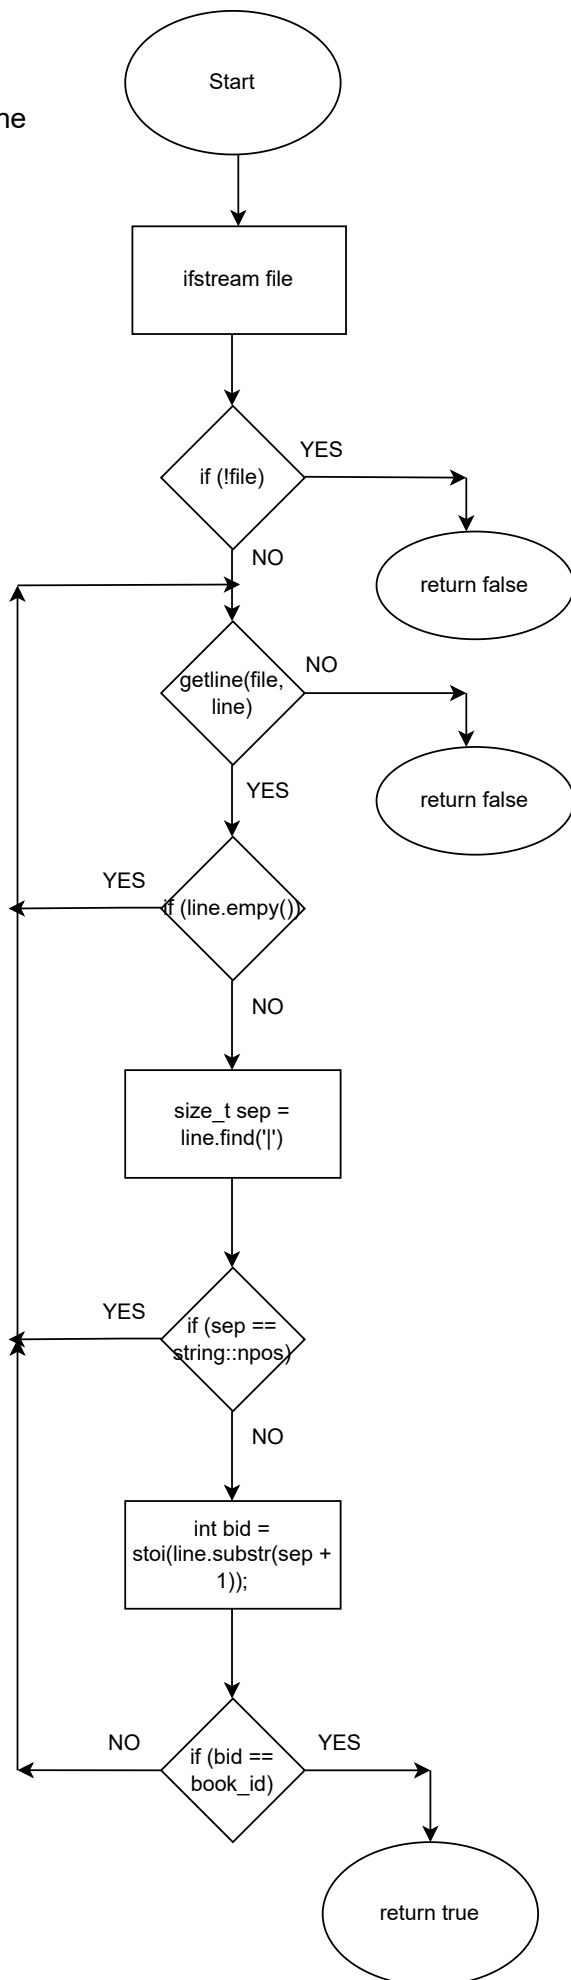 Start
ne
ifstream file
YES
if (!file)
NO
return false
NO
getline(file,
line)
YES
return false
YES
if (line.empy())
NO
size_t sep =
line.find('|')
YES
if (sep ==
string::npos)
NO
int bid =
stoi(line.substr(sep +
1));
NO
YES
if (bid ==
book_id)
return true